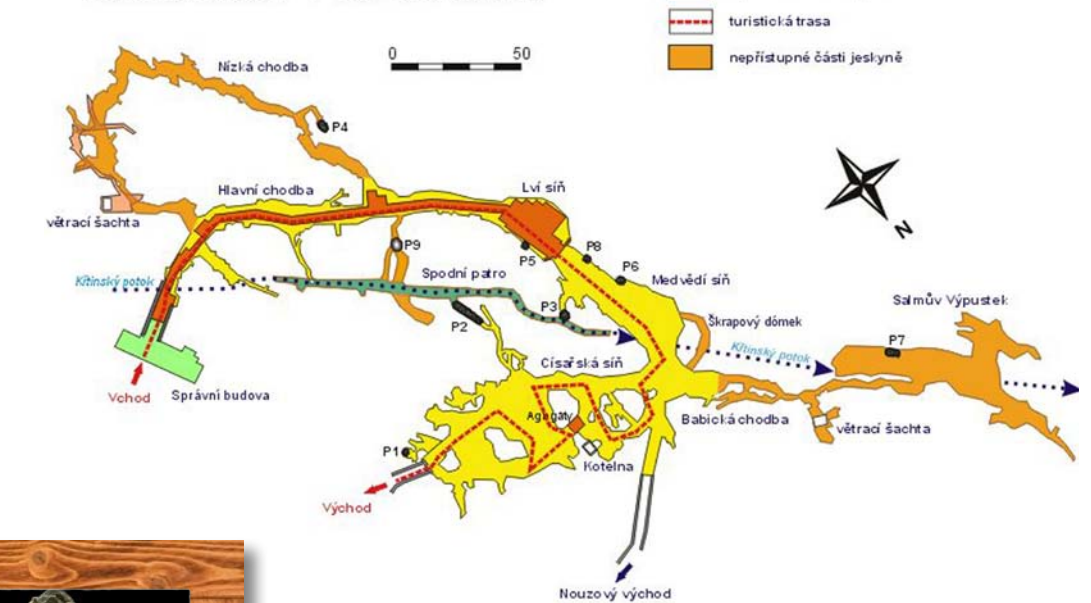 turistická trasa
nepřístupné části jeskyně
0 50
Nízká chodba
P4
Hlavní chodba
Lví síň
větrací šachta
P9
P5
P8
P6
Medvědí síň
Spodní patro
Křtinský potok
P2
P3
Škrapový dómek
Salmův Výpustek
Křtinský potok
P7
Císařská síň
Vchod
Správní budova
Agregáty
Babická chodba
větrací šachta
P1
Kotelna
Východ
N
Nouzový východ